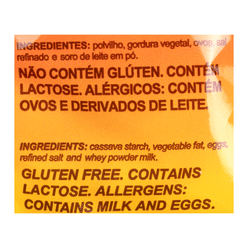 INGREDIENTES: polvilho, gordura vegetal, ovos, sal
refinado e soro de leite em pó.
NÃO CONTÉM GLÚTEN. CONTÉM
LACTOSE. ALÉRGICOS: CONTÉM
OVOS E DERIVADOS DE LEITE.
INGREDIENTS: cassava starch, vegetable fat, eggs,
refined salt and whey powder milk.
GLUTEN FREE. CONTAINS
LACTOSE. ALLERGENS:
CONTAINS MILK AND EGGS.